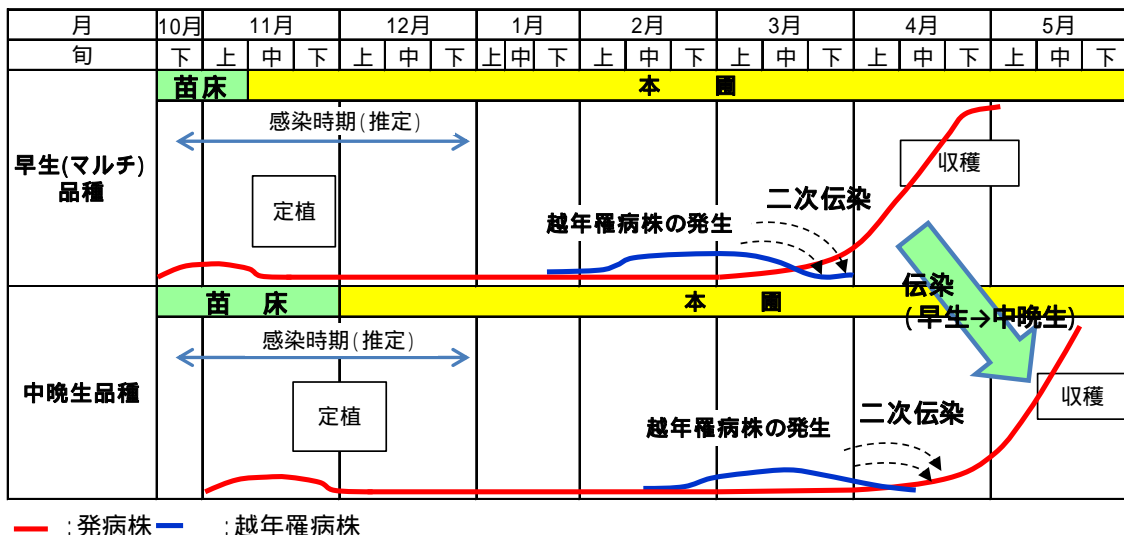 月 10月 11月 12月 1月 2月 3月 4月 5月
旬 下 上 中 下 上 中 下 上 中 下 上 中 下 上 中 下 上 中 下 上 中 下
苗床 本 圃
感染時期(推定)
早生(マルチ)
品種
定植
越年罹病株の発生
二次伝染
収穫
苗 床 本 圃
伝染
(早生→中晩生)
感染時期(推定)
中晩生品種
定植
越年罹病株の発生
二次伝染
収穫
:発病株 :越年罹病株